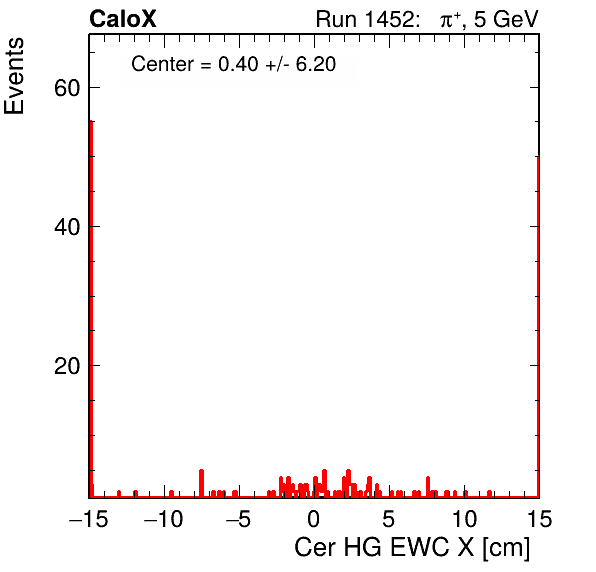 CaloX Run 1452: π⁺, 5 GeV
Center = 0.40 +/- 6.20
Events
60
40
20
−15 −10 −5 0 5 10 15
Cer HG EWC X [cm]